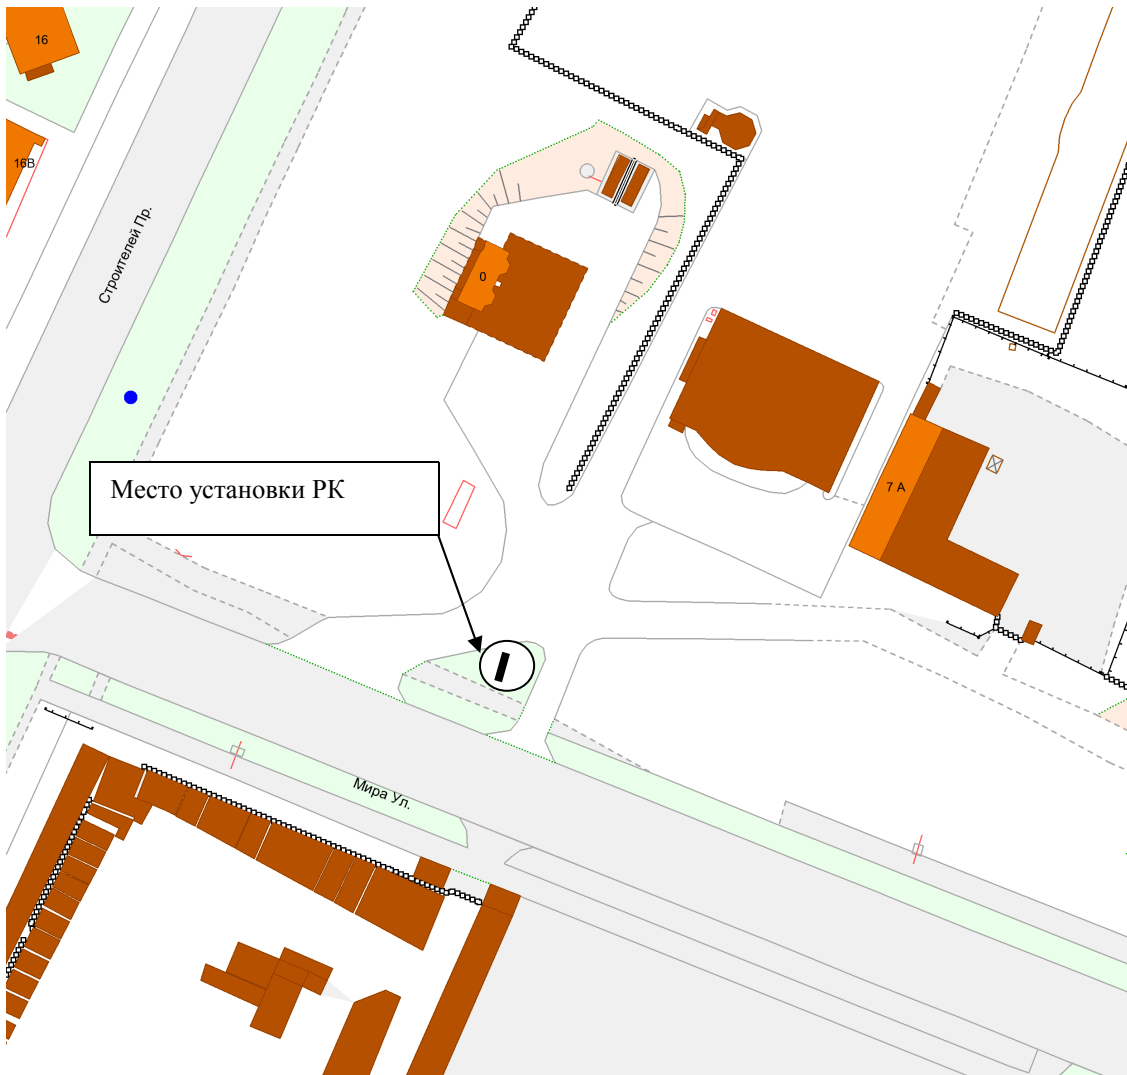 16
16В
Строителей Пр.
0
Место установки РК
7 А
Мира Ул.